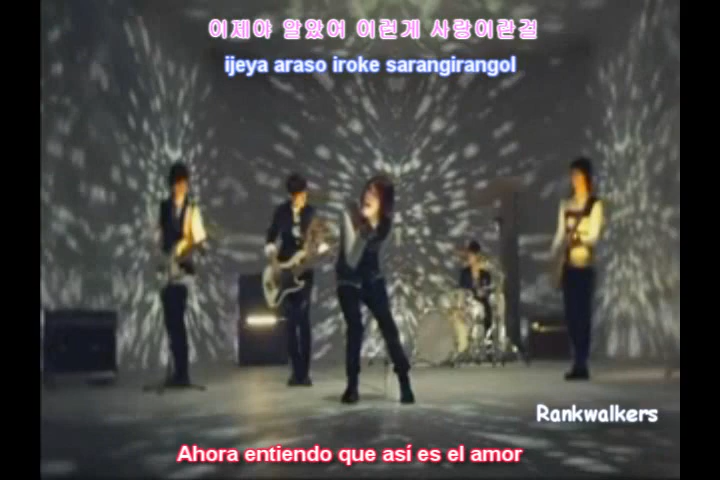 이제야 알았어 이런게 사랑이란걸
ijeya araso iroke sarangirangol
Rankwalkers
Ahora entiendo que así es el amor